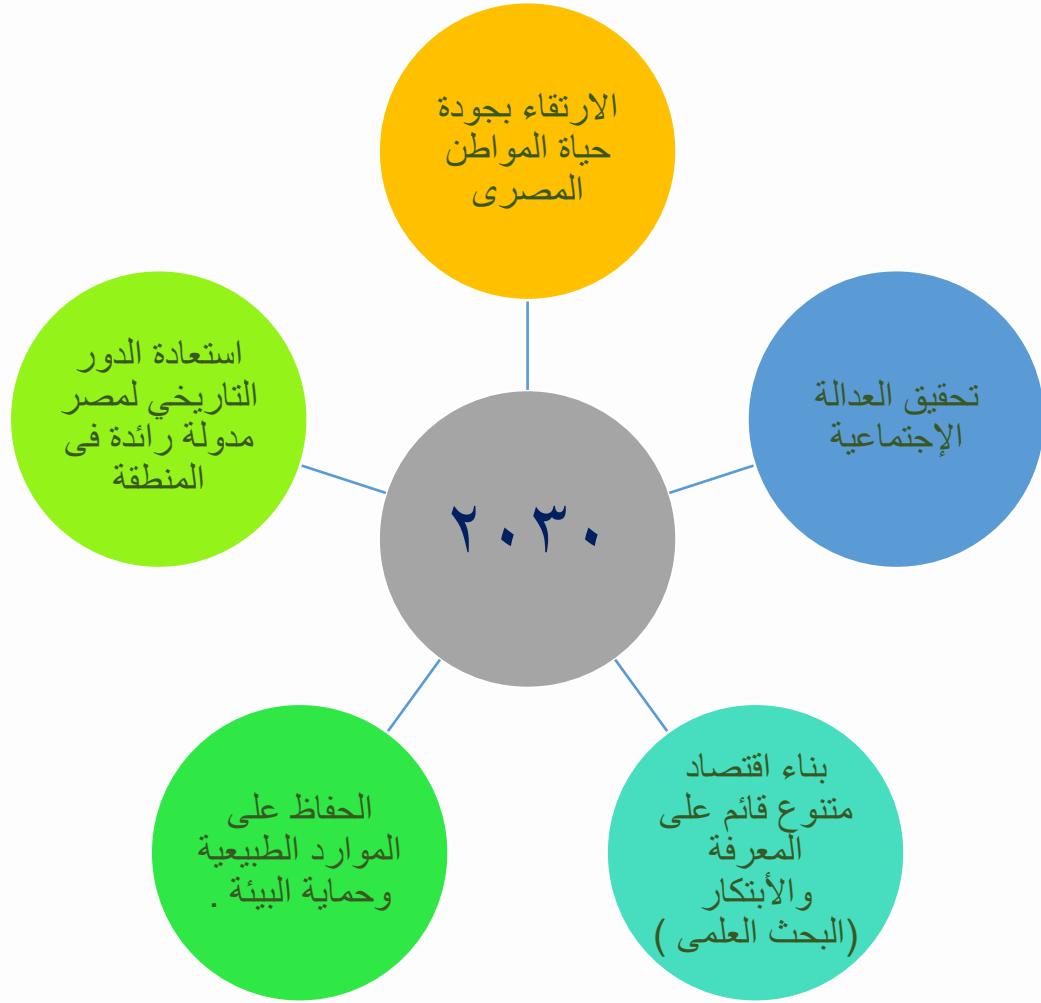 الارتقاء بجودة
حياة المواطن
المصرى
تحقيق العدالة
الإجتماعية
بناء اقتصاد
متنوع قائم على
المعرفة
والأبتكار
(البحث العلمى )
الحفاظ على
الموارد الطبيعية
وحماية البيئة .
استعادة الدور
التاريخي لمصر
مدولة رائدة فى
المنطقة
٢٠٣٠